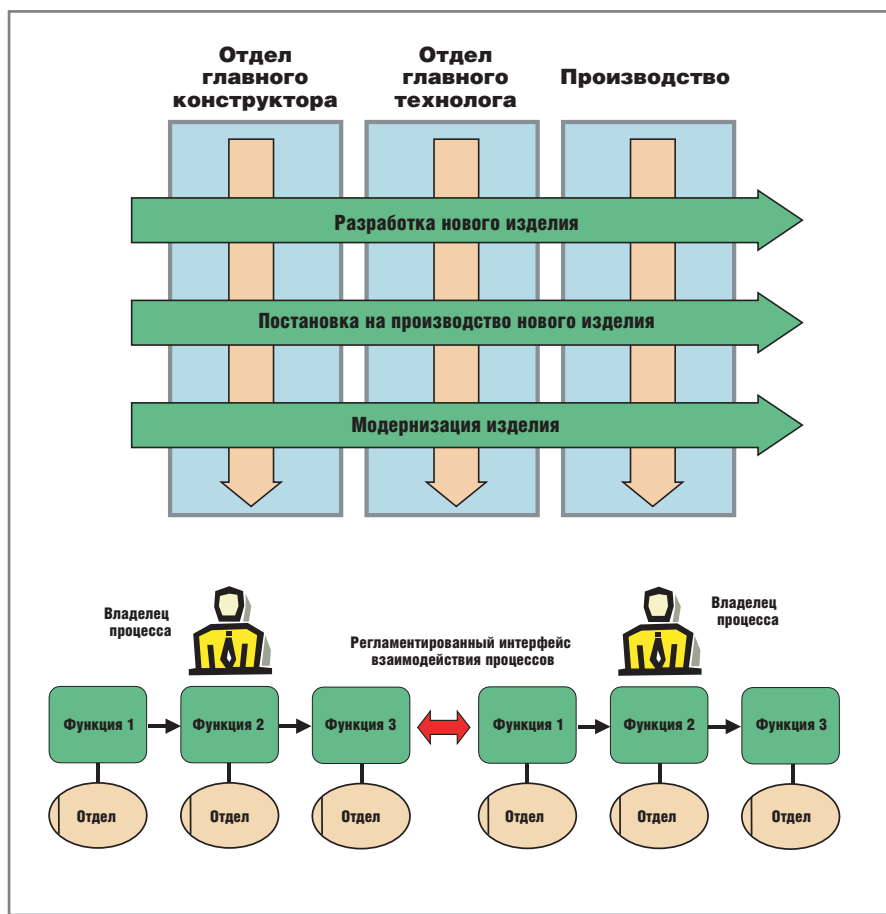 Отдел
главного
конструктора
Отдел
главного
технолога
Производство
Разработка нового изделия
Постановка на производство нового изделия
Модернизация изделия
Владелец
процесса
Регламентированный интерфейс
взаимодействия процессов
Владелец
процесса
Функция 1
Функция 2
Функция 3
Функция 1
Функция 2
Функция 3
Отдел
Отдел
Отдел
Отдел
Отдел
Отдел